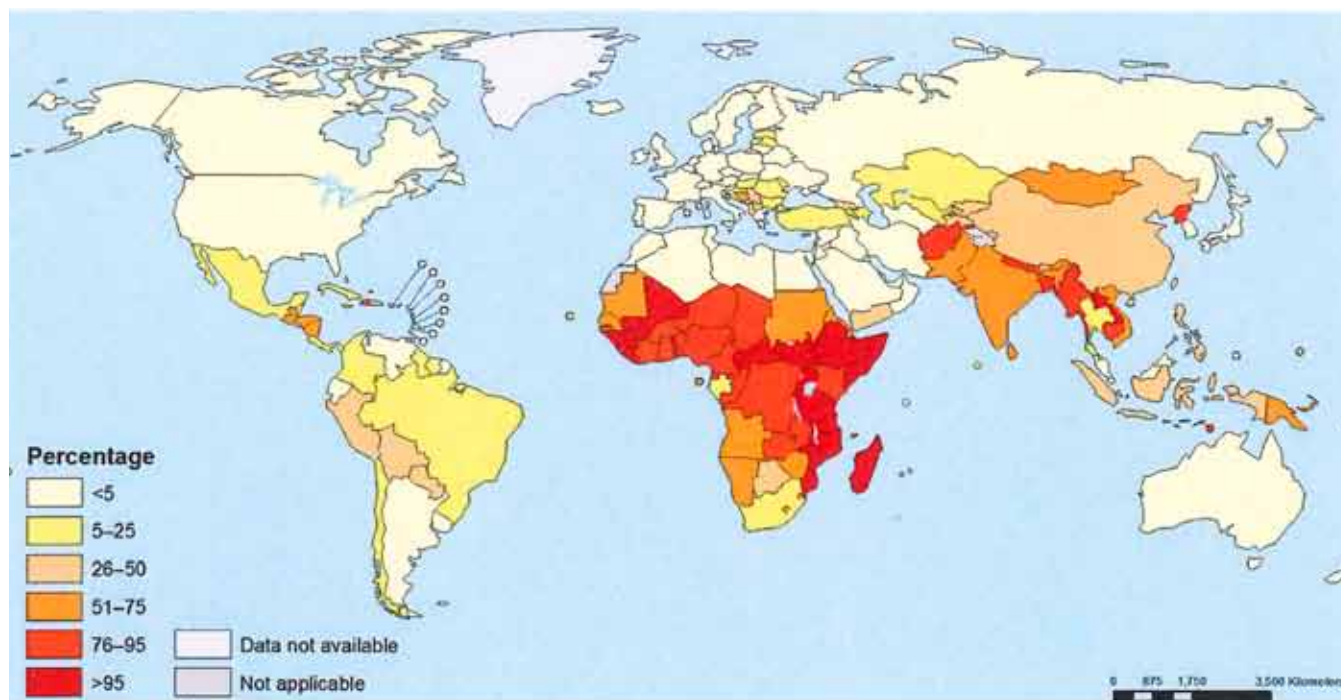 Percentage
<5
5–25
26–50
51–75
76–95
>95
Data not available
Not applicable
0 875 1,750 3,500 Kilometers